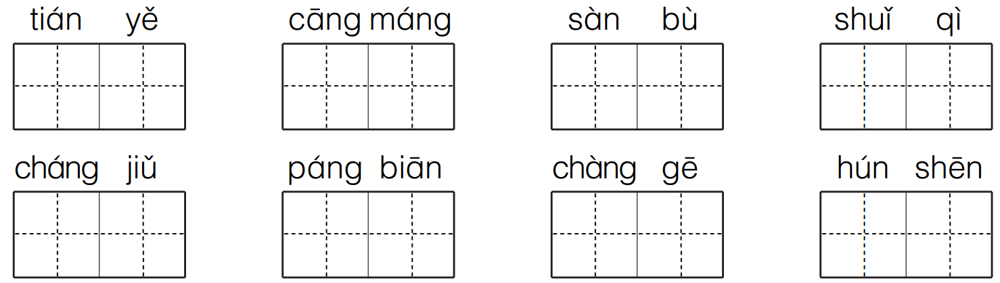 tián yě cāng máng sàn bù shuǐ qì
cháng jiǔ páng biān chàng gē hún shēn